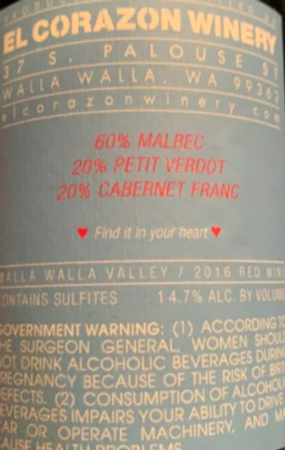 EL CORAZON WINERY
37 S. PALOUSE ST
WALLA WALLA, WA 99362
elcorazonwinery.com
60% MALBEC
20% PETIT VERDOT
20% CABERNET FRANC
♥ Find it in your heart ♥
WALLA WALLA VALLEY / 2016 RED WINE
CONTAINS SULFITES 14.7% ALC. BY VOLUME
GOVERNMENT WARNING: (1) ACCORDING TO
THE SURGEON GENERAL, WOMEN SHOULD
NOT DRINK ALCOHOLIC BEVERAGES DURING
PREGNANCY BECAUSE OF THE RISK OF BIRTH
DEFECTS. (2) CONSUMPTION OF ALCOHOLIC
BEVERAGES IMPAIRS YOUR ABILITY TO DRIVE A
CAR OR OPERATE MACHINERY, AND MAY
CAUSE HEALTH PROBLEMS